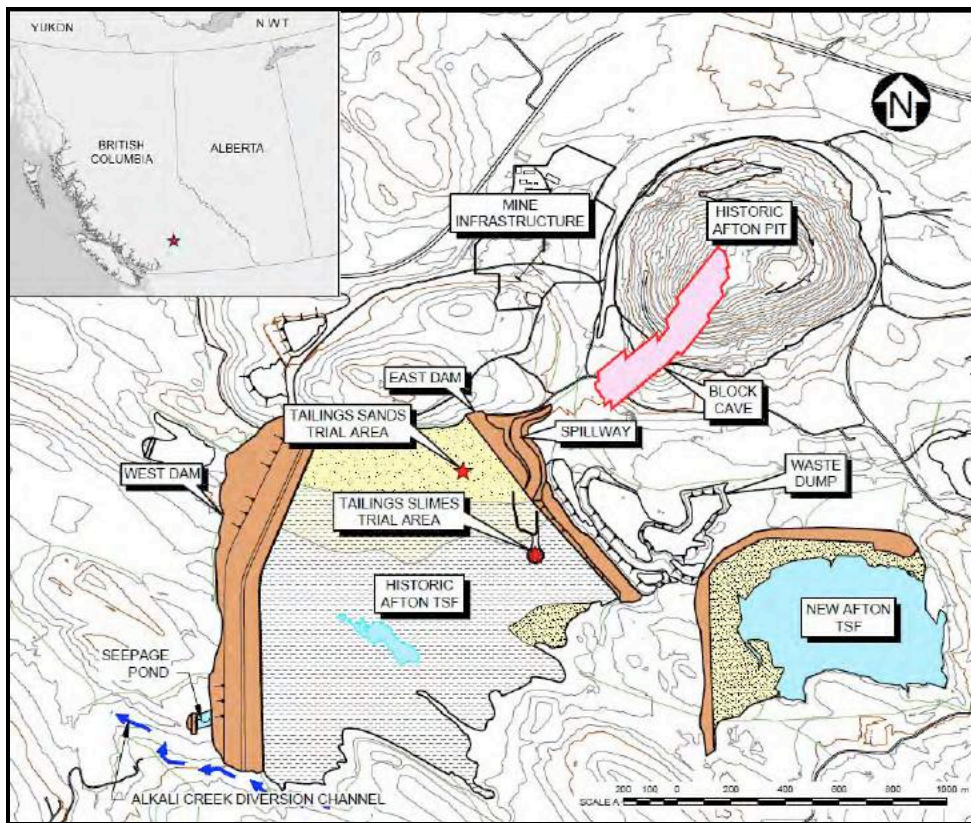 YUKON
N W T
BRITISH
COLUMBIA
ALBERTA
N
MINE
INFRASTRUCTURE
HISTORIC
AFTON PIT
EAST DAM
BLOCK
CAVE
TAILINGS SANDS
TRIAL AREA
SPILLWAY
WEST DAM
WASTE
DUMP
TAILINGS SLIMES
TRIAL AREA
HISTORIC
AFTON TSF
NEW AFTON
TSF
SEEPAGE
POND
ALKALI CREEK DIVERSION CHANNEL
SCALE A 200 100 0 200 400 600 800 1000 m